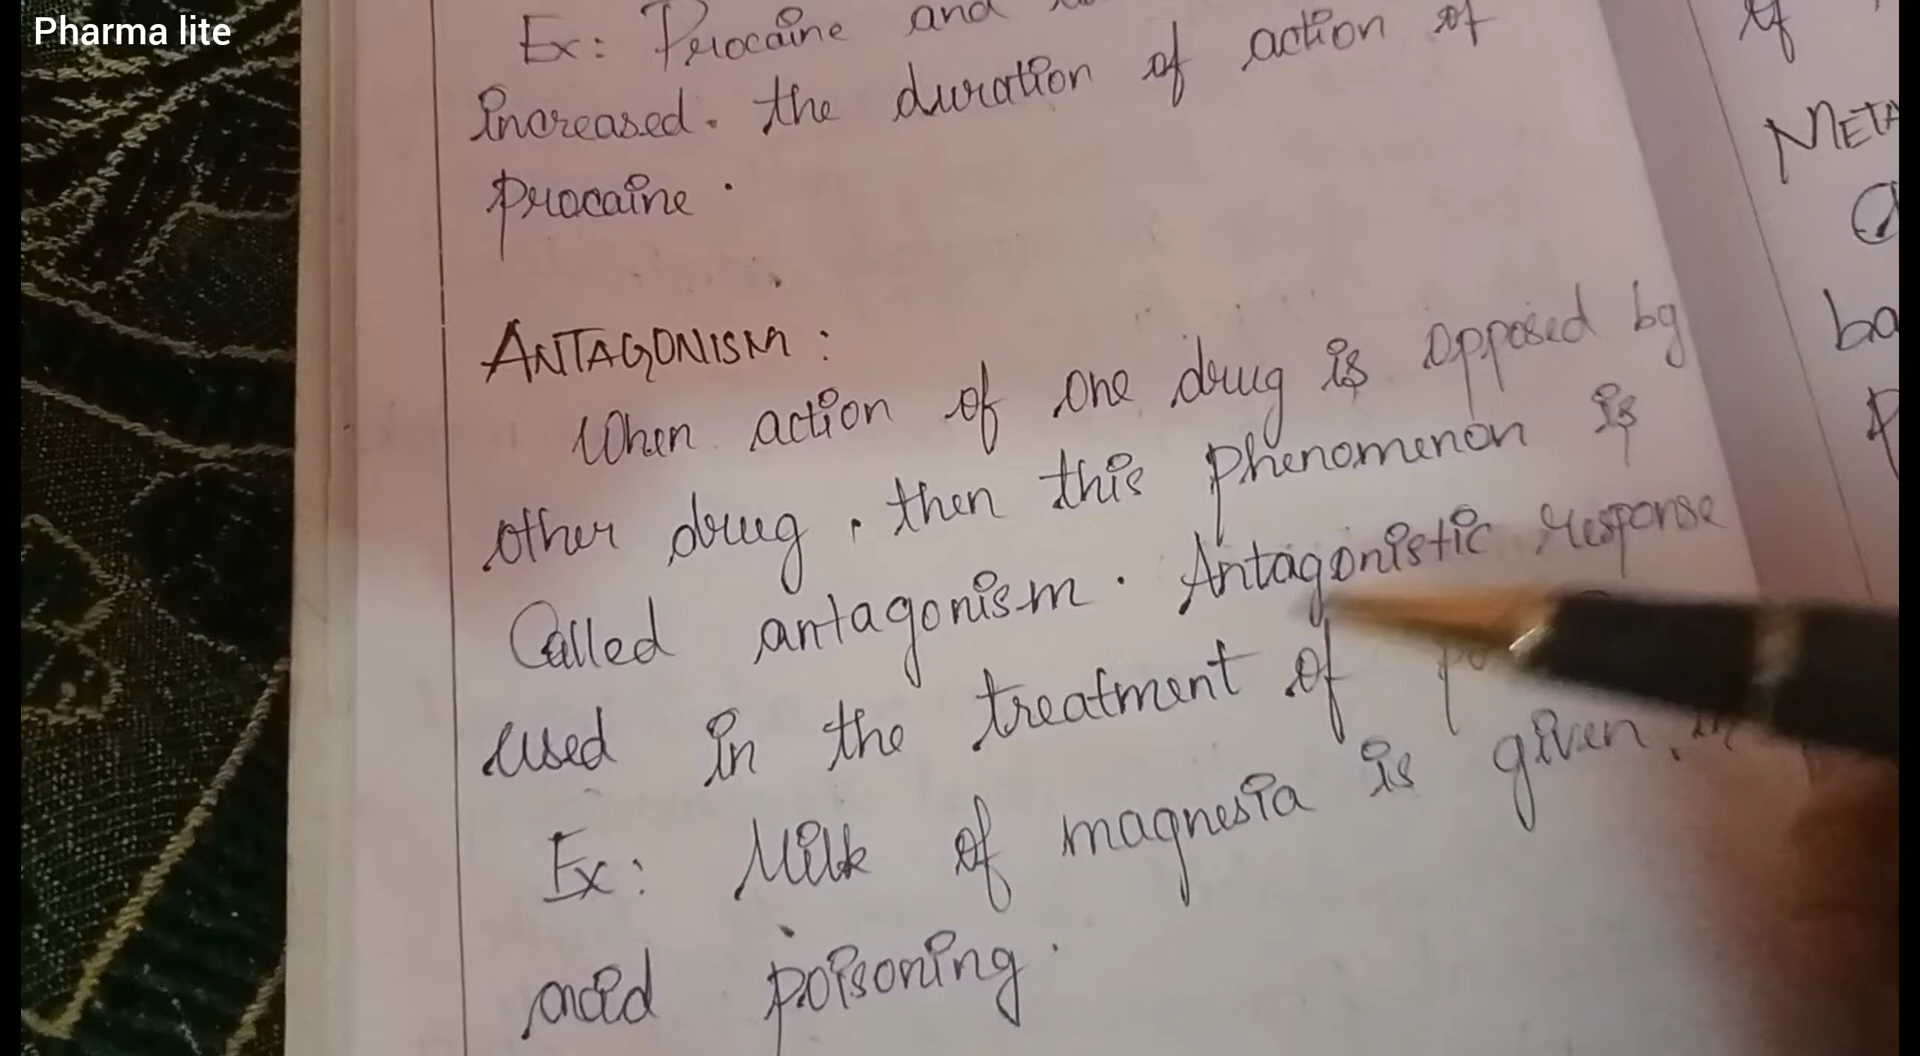 Pharma lite
Ex: Procaine and
increased. the duration of action of
procaine.
ANTAGONISM:
When action of one drug is opposed by
other drug, then this phenomenon is
Called antagonism. Antagonistic response
used in the treatment of
Ex: Milk of magnesia is given, in
acid poisoning.
of
META
ba